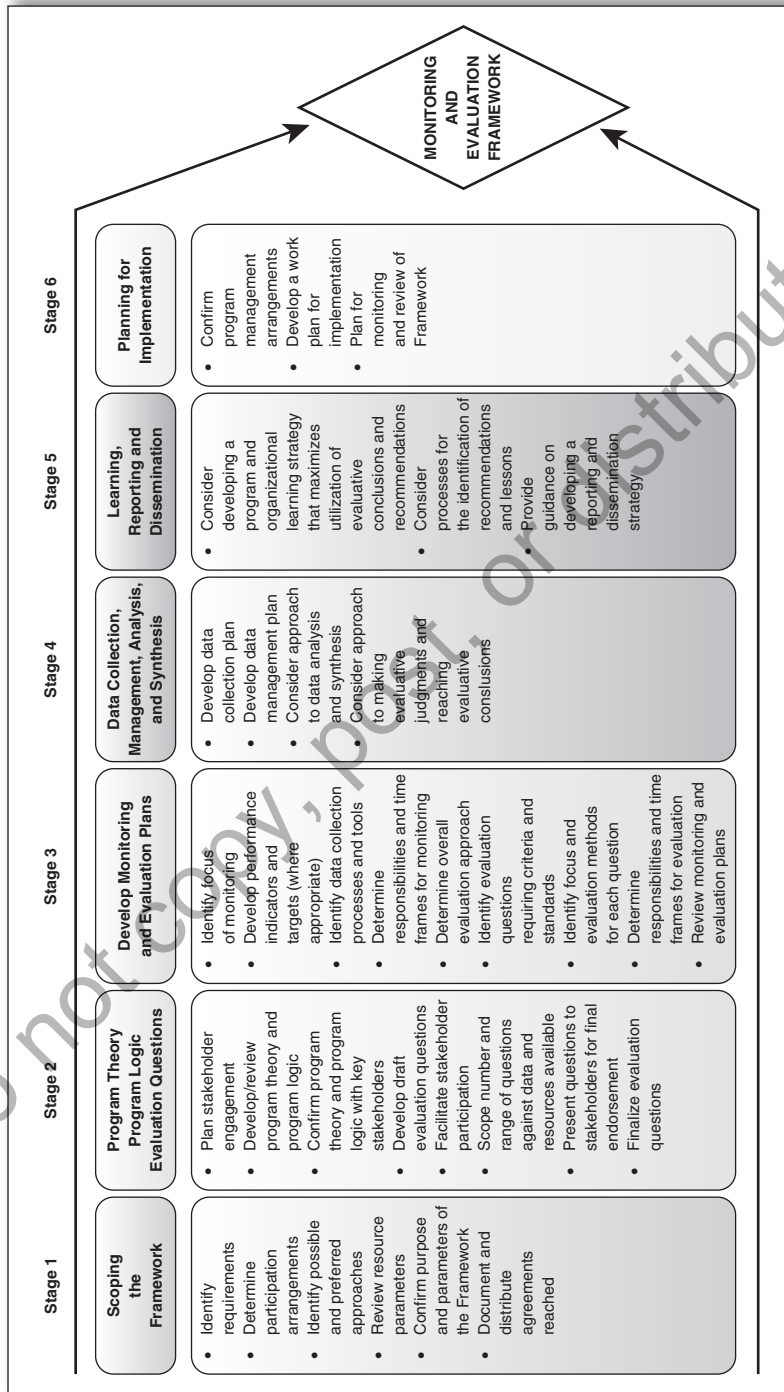 Stage 1
Scoping
the
Framework
• Identify
requirements
• Determine
participation
arrangements
• Identify possible
and preferred
approaches
• Review resource
parameters
• Confirm purpose
and parameters of
the Framework
• Document and
distribute
agreements
reached
Stage 2
Program Theory
Program Logic
Evaluation Questions
• Plan stakeholder
engagement
• Develop/review
program theory and
program logic
• Confirm program
theory and program
logic with key
stakeholders
• Develop draft
evaluation questions
• Facilitate stakeholder
participation
• Scope number and
range of questions
against data and
resources available
• Present questions to
stakeholders for final
endorsement
• Finalize evaluation
questions
Stage 3
Develop Monitoring
and Evaluation Plans
• Identify focus
of monitoring
• Develop performance
indicators and
targets (where
appropriate)
• Identify data collection
processes and tools
• Determine
responsibilities and time
frames for monitoring
• Determine overall
evaluation approach
• Identify evaluation
questions
requiring criteria and
standards
• Identify focus and
evaluation methods
for each question
• Determine
responsibilities and time
frames for evaluation
• Review monitoring and
evaluation plans
Stage 4
Data Collection,
Management, Analysis,
and Synthesis
• Develop data
collection plan
• Develop data
management plan
• Consider approach
to data analysis
and synthesis
• Consider approach
to making
evaluative
judgments and
reaching
evaluative
conslusions
Stage 5
Learning,
Reporting and
Dissemination
• Consider
developing a
program and
organizational
learning strategy
that maximizes
utilization of
evaluative
conclusions and
recommendations
• Consider
processes for
the identification of
recommendations
and lessons
• Provide
guidance on
developing a
reporting and
dissemination
strategy
Stage 6
Planning for
Implementation
• Confirm
program
management
arrangements
• Develop a work
plan for
implementation
• Plan for
monitoring
and review of
Framework
MONITORING
AND
EVALUATION
FRAMEWORK
o not copy, post, or distribut